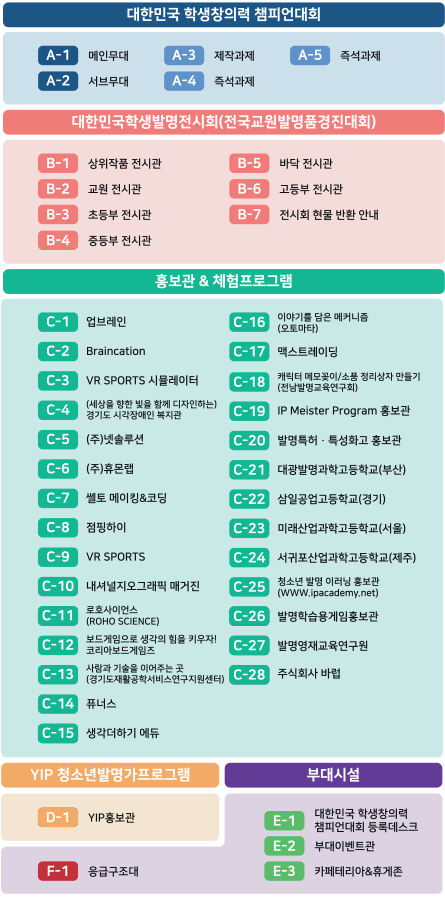 대한민국 학생창의력 챔피언대회
A-1 메인무대
A-3 제작과제
A-5 즉석과제
A-2 서브무대
A-4 즉석과제
대한민국학생발명전시회(전국교원발명품경진대회)
B-1 상위작품 전시관
B-2 교원 전시관
B-3 초등부 전시관
B-4 중등부 전시관
B-5 바닥 전시관
B-6 고등부 전시관
B-7 전시회 현물 반환 안내
홍보관 & 체험프로그램
C-1 업브레인
C-2 Braincation
C-3 VR SPORTS 시뮬레이터
C-4 (세상을 향한 빛을 함께 디자인하는)
경기도 시각장애인 복지관
C-5 (주)넷솔루션
C-6 (주)휴몬랩
C-7 쎌토 메이킹&코딩
C-8 점핑하이
C-9 VR SPORTS
C-10 내셔널지오그래픽 매거진
C-11 로호사이언스
(ROHO SCIENCE)
C-12 보드게임으로 생각의 힘을 키우자!
코리아보드게임즈
C-13 사람과 기술을 이어주는 곳
(경기도재활공학서비스연구지원센터)
C-14 퓨너스
C-15 생각더하기 에듀
C-16 이야기를 담은 메커니즘
(오토마타)
C-17 맥스트레이딩
C-18 캐릭터 메모꽂이/소품 정리상자 만들기
(전남발명교육연구회)
C-19 IP Meister Program 홍보관
C-20 발명특허 · 특성화고 홍보관
C-21 대광발명과학고등학교(부산)
C-22 삼일공업고등학교(경기)
C-23 미래산업과학고등학교(서울)
C-24 서귀포산업과학고등학교(제주)
C-25 청소년 발명 이러닝 홍보관
(WWW.ipacademy.net)
C-26 발명학습용게임홍보관
C-27 발명영재교육연구원
C-28 주식회사 바럽
YIP 청소년발명가프로그램
D-1 YIP홍보관
F-1 응급구조대
부대시설
E-1 대한민국 학생창의력
챔피언대회 등록데스크
E-2 부대이벤트관
E-3 카페테리아&휴게존